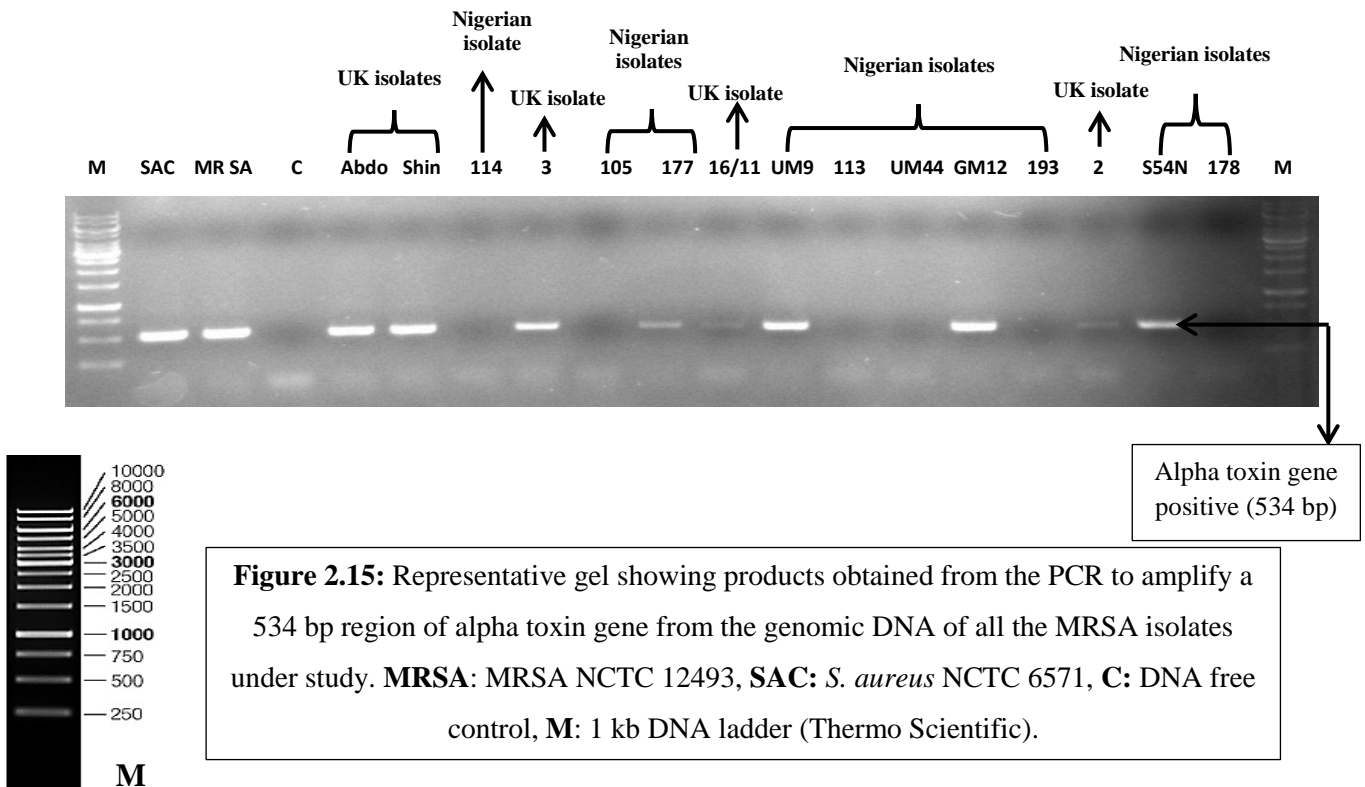 Nigerian
isolate
Nigerian
isolates
Nigerian isolates
Nigerian isolates
UK isolates
UK isolate
UK isolate
UK isolate
M SAC MR SA C Abdo Shin 114 3 105 177 16/11 UM9 113 UM44 GM12 193 2 S54N 178 M
Alpha toxin gene
positive (534 bp)
10000
8000
6000
5000
4000
3500
3000
2500
2000
1500
1000
750
500
250
M
Figure 2.15: Representative gel showing products obtained from the PCR to amplify a
534 bp region of alpha toxin gene from the genomic DNA of all the MRSA isolates
under study. MRSA: MRSA NCTC 12493, SAC: S. aureus NCTC 6571, C: DNA free
control, M: 1 kb DNA ladder (Thermo Scientific).